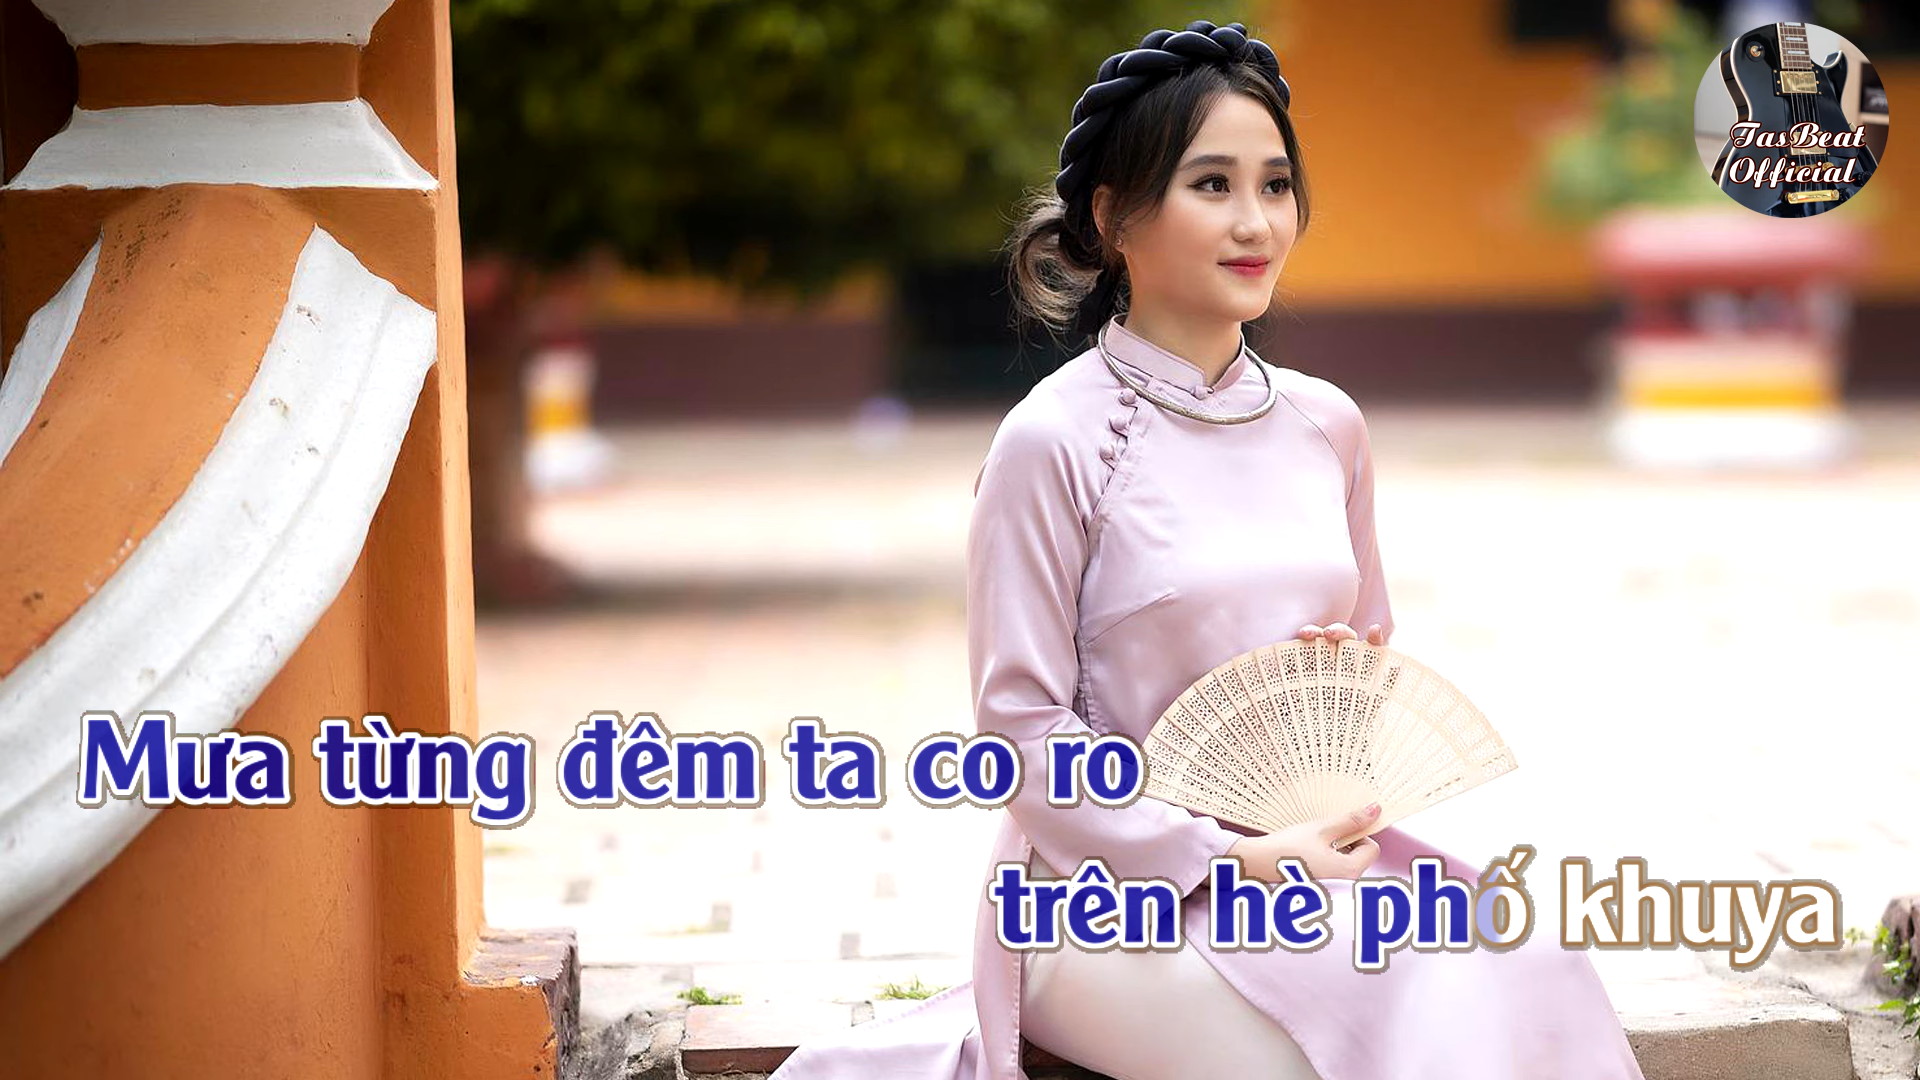 TasBeat
Official
Mưa từng đêm ta co ro
trên hè phố khuya